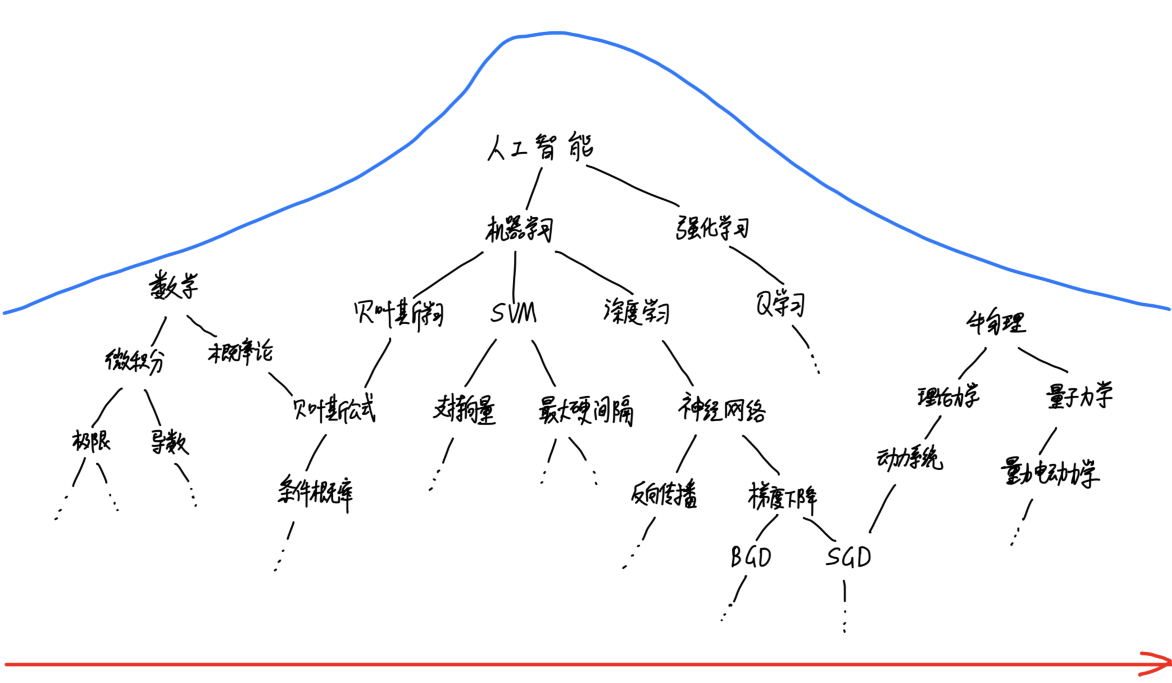 人工智能
机器学习 强化学习
数学 贝叶斯学习 SVM 深度学习 Q学习 物理
微积分 概率论
贝叶斯公式 支持向量 最大硬间隔 神经网络 理论力学 量子力学
极限 导数 动力系统
条件概率 反向传播 梯度下降 量子电动力学
BGD SGD